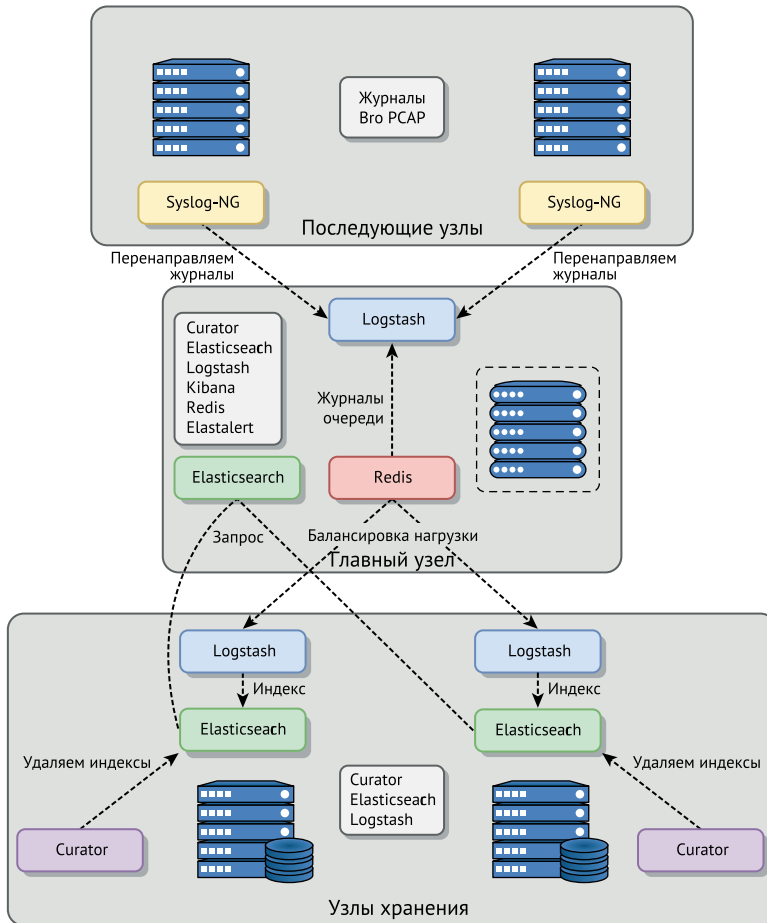 Журналы
Bro PCAP
Syslog-NG
Syslog-NG
Последующие узлы
Перенаправляем
журналы
Перенаправляем
журналы
Logstash
Curator
Elasticseach
Logstash
Kibana
Redis
Elastalert
Журналы
очереди
Elasticsearch
Redis
Запрос
Балансировка нагрузки
Главный узел
Logstash
Logstash
Индекс
Индекс
Elasticseach
Elasticseach
Удаляем индексы
Удаляем индексы
Curator
Elasticseach
Logstash
Curator
Curator
Узлы хранения